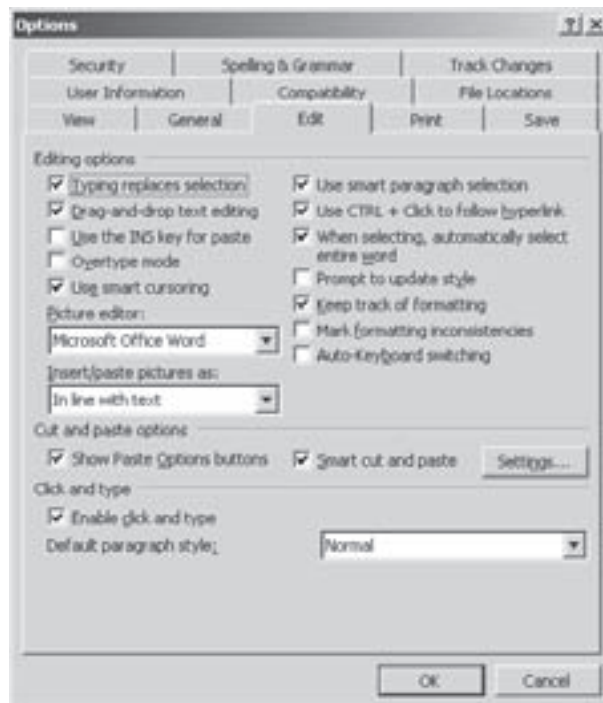 Options
Security Spelling & Grammar Track Changes
User Information Compatibility File Locations
View General Edit Print Save
Editing options
Typing replaces selection
Drag-and-drop text editing
Use the INS key for paste
Overtype mode
Use smart cursoring
Picture editor:
Microsoft Office Word
Insert/paste pictures as:
In line with text
Use smart paragraph selection
Use CTRL + Click to follow hyperlink
When selecting, automatically select
entire word
Prompt to update style
Keep track of formatting
Mark formatting inconsistencies
Auto-Keyboard switching
Cut and paste options
Show Paste Options buttons Smart cut and paste Settings...
Click and type
Enable click and type
Default paragraph style: Normal
OK Cancel